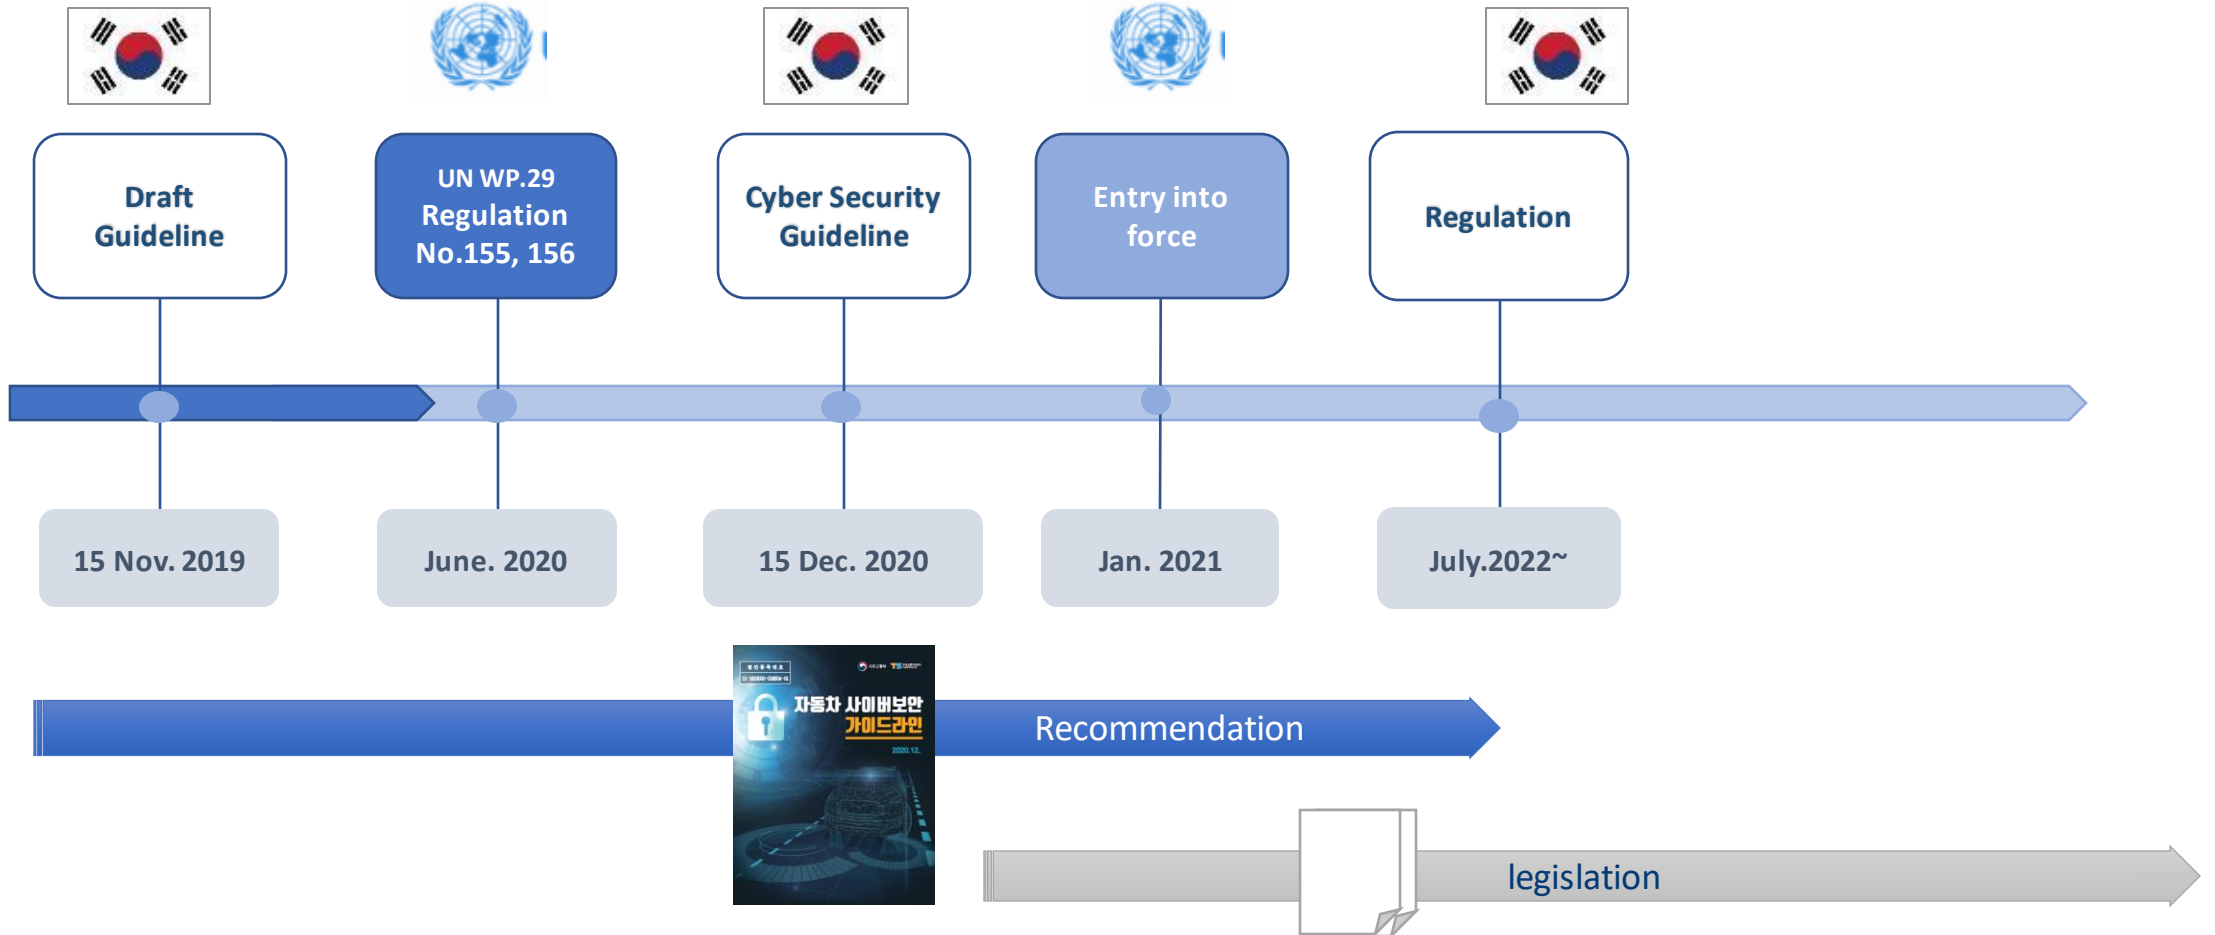 Draft
Guideline
UN WP.29
Regulation
No.155, 156
Cyber Security
Guideline
Entry into
force
Regulation
15 Nov. 2019
June. 2020
15 Dec. 2020
Jan. 2021
July.2022~
자동차 사이버보안
가이드라인
2020.12.
Recommendation
legislation